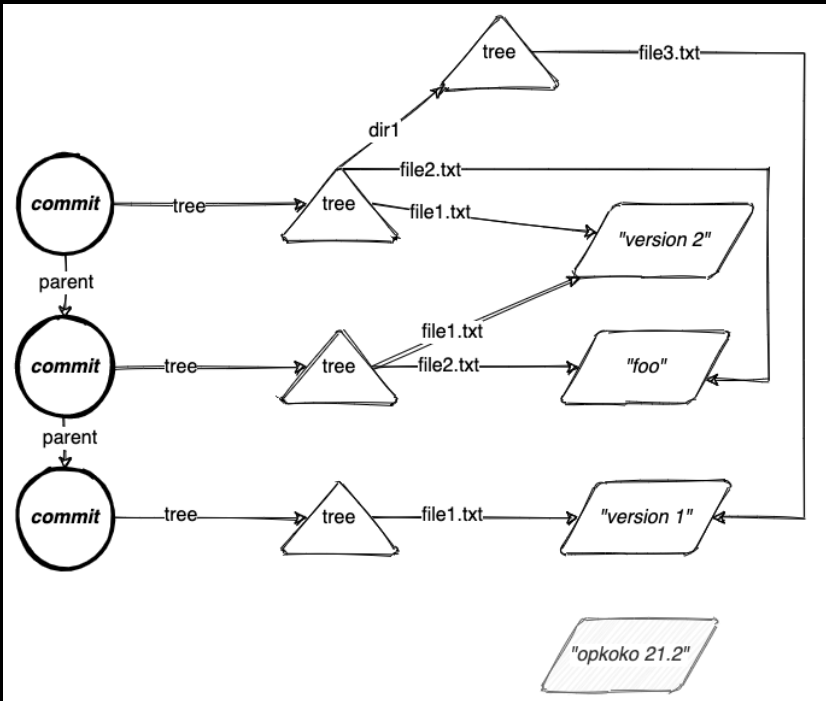 tree
file3.txt
dir1
file2.txt
commit
tree
tree
file1.txt
"version 2"
parent
file1.txt
commit
tree
tree
file2.txt
"foo"
parent
commit
tree
tree
file1.txt
"version 1"
"opkoko 21.2"